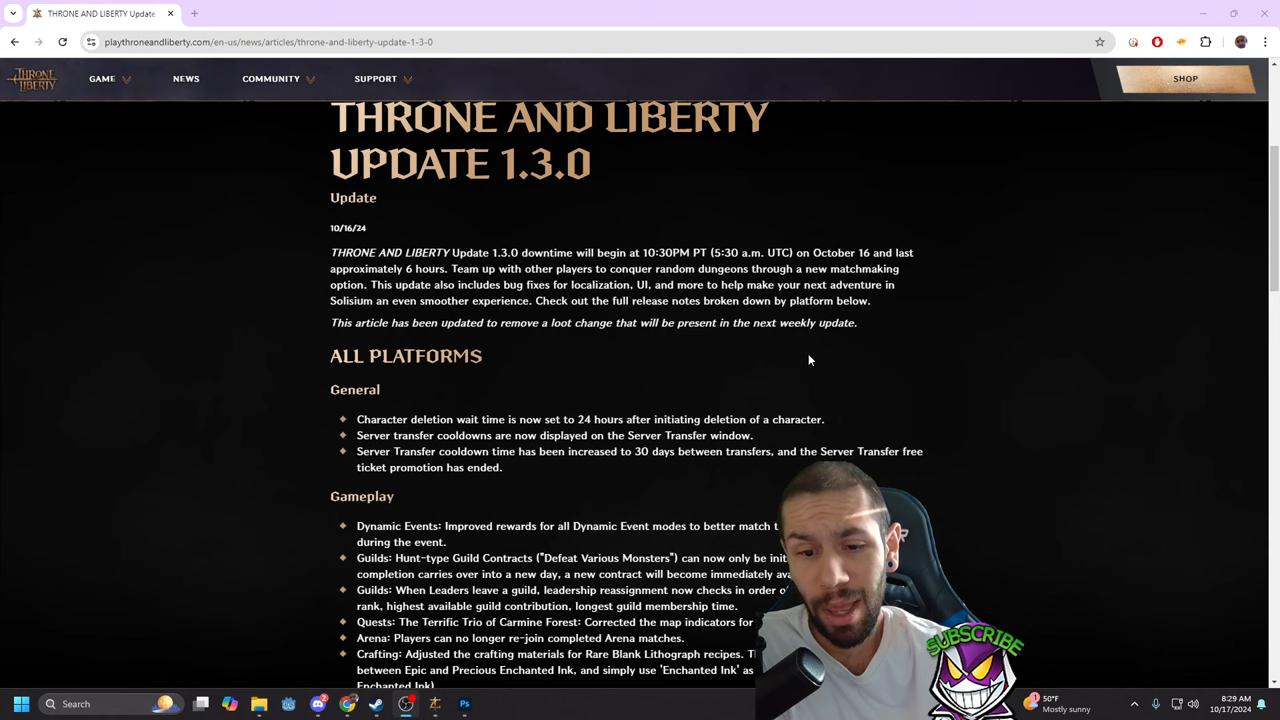 THRONE AND LIBERTY Update
playthroneandliberty.com/en-us/news/articles/throne-and-liberty-update-1-3-0
THRONE
LIBERTY
GAME
NEWS
COMMUNITY
SUPPORT
SHOP
THRONE AND LIBERTY
UPDATE 1.3.0
Update
10/16/24
THRONE AND LIBERTY Update 1.3.0 downtime will begin at 10:30PM PT (5:30 a.m. UTC) on October 16 and last
approximately 6 hours. Team up with other players to conquer random dungeons through a new matchmaking
option. This update also includes bug fixes for localization, UI, and more to help make your next adventure in
Solisium an even smoother experience. Check out the full release notes broken down by platform below.
This article has been updated to remove a loot change that will be present in the next weekly update.
ALL PLATFORMS
General
Character deletion wait time is now set to 24 hours after initiating deletion of a character.
Server transfer cooldowns are now displayed on the Server Transfer window.
Server Transfer cooldown time has been increased to 30 days between transfers, and the Server Transfer free
ticket promotion has ended.
Gameplay
Dynamic Events: Improved rewards for all Dynamic Event modes to better match
during the event.
Guilds: Hunt-type Guild Contracts ("Defeat Various Monsters") can now only be
completion carries over into a new day, a new contract will become immediately
Guilds: When Leaders leave a guild, leadership reassignment now checks in order
rank, highest available guild contribution, longest guild membership time.
Quests: The Terrific Trio of Carmine Forest: Corrected the map indicators for
Arena: Players can no longer re-join completed Arena matches.
Crafting: Adjusted the crafting materials for Rare Blank Lithograph recipes.
between Epic and Precious Enchanted Ink, and simply use 'Enchanted Ink' as
Enchanted Ink)
SUBSCRIBE
Search
50°F
Mostly sunny
8:29 AM
10/17/2024